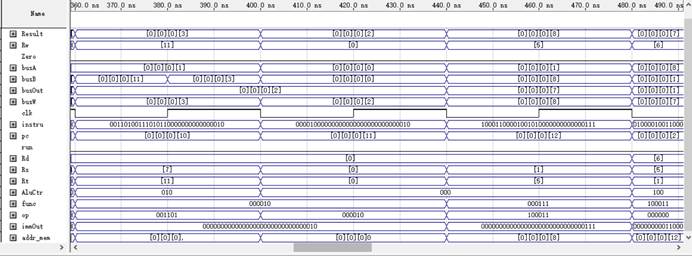 Name 360.0 ns 370.0 ns 380.0 ns 390.0 ns 400.0 ns 410.0 ns 420.0 ns 430.0 ns 440.0 ns 450.0 ns 460.0 ns 470.0 ns 480.0 ns 490.0 ns
Result [0][0][0][3] [0][0][0][2] [0][0][0][8] [0][0][0][7]
Rw [11] [0] [5] [6]
Zero
busA [0][0][0][1] [0][0][0][0] [0][0][0][1] [0][0][0][8]
busB [0][0][0][11] [0][0][0][3] [0][0][0][0] [0][0][0][8] [0][0][0][1]
busOut [0][0][0][2] [0][0][0][7] [0][0][0][1]
busW [0][0][0][3] [0][0][0][2] [0][0][0][8] [0][0][0][7]
clk
instru 00110100111010110000000000000010 00001000000000000000000000000010 10001100001001010000000000000111
pc [0][0][0][10] [0][0][0][11] [0][0][0][12] [0][0][0][2]
run
Rd [0] [6]
Rs [7] [0] [1] [5]
Rt [11] [0] [5] [1]
AluCtr 010 000 100
func 000010 000111 100011
op 001101 000010 100011 000000
immOut 00000000000000000000000000000010 00000000000000000000000000000111
addr_mem [0][0][0]. [0][0][0]0 [0][0][0][8] [0][0][0][12]